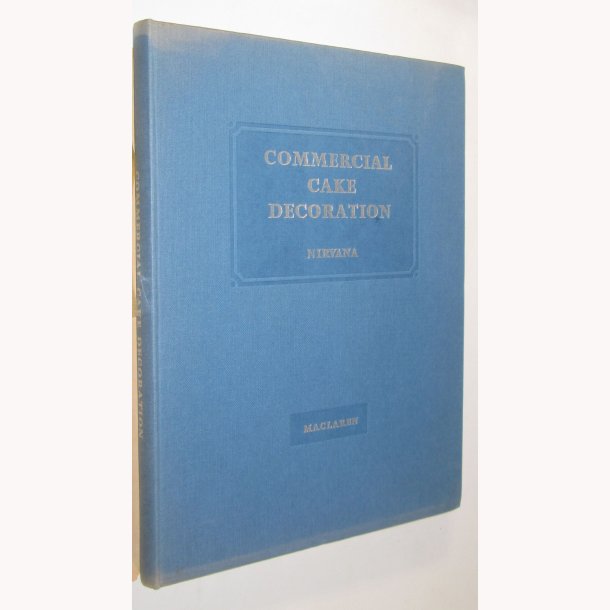 COMMERCIAL
CAKE
DECORATION
NIRVANA
MACLAREN
COMMERCIAL CAKE DECORATION